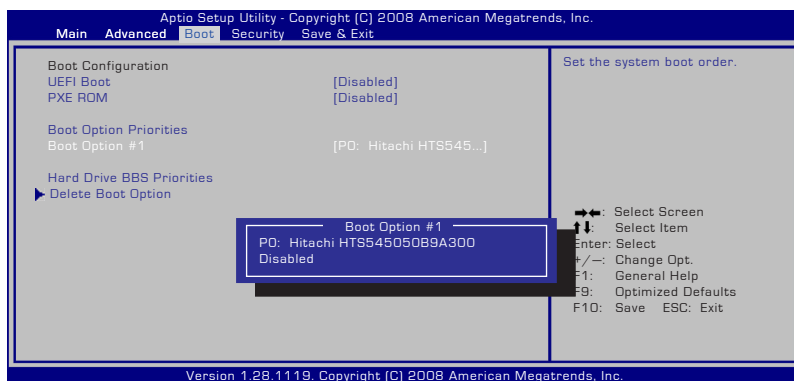 Aptio Setup Utility - Copyright (C) 2008 American Megatrends, Inc.
Main Advanced Boot Security Save & Exit
Boot Configuration
UEFI Boot [Disabled]
PXE ROM [Disabled]
Boot Option Priorities
Boot Option #1 [P0: Hitachi HTS545...]
Hard Drive BBS Priorities
Delete Boot Option
Boot Option #1
P0: Hitachi HTS545050B9A300
Disabled
Set the system boot order.
→←: Select Screen
↑↓: Select Item
Enter: Select
+/—: Change Opt.
F1: General Help
F9: Optimized Defaults
F10: Save ESC: Exit
Version 1.28.1119. Copyright (C) 2008 American Megatrends, Inc.